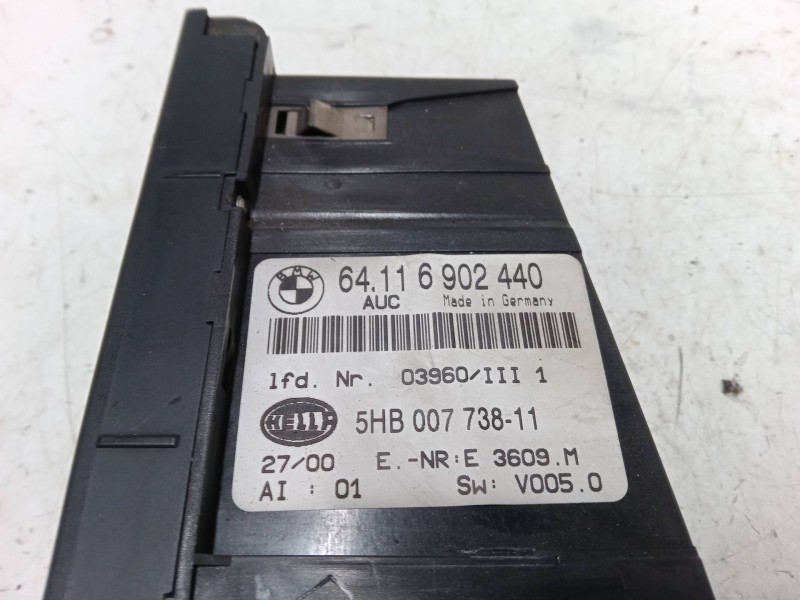 BMW
64.11 6 902 440
AUC Made in Germany
lfd. Nr. 03960/III 1
HELLA
5HB 007 738-11
27/00 E.-NR:E 3609.M
AI : 01 Sw: V005.0